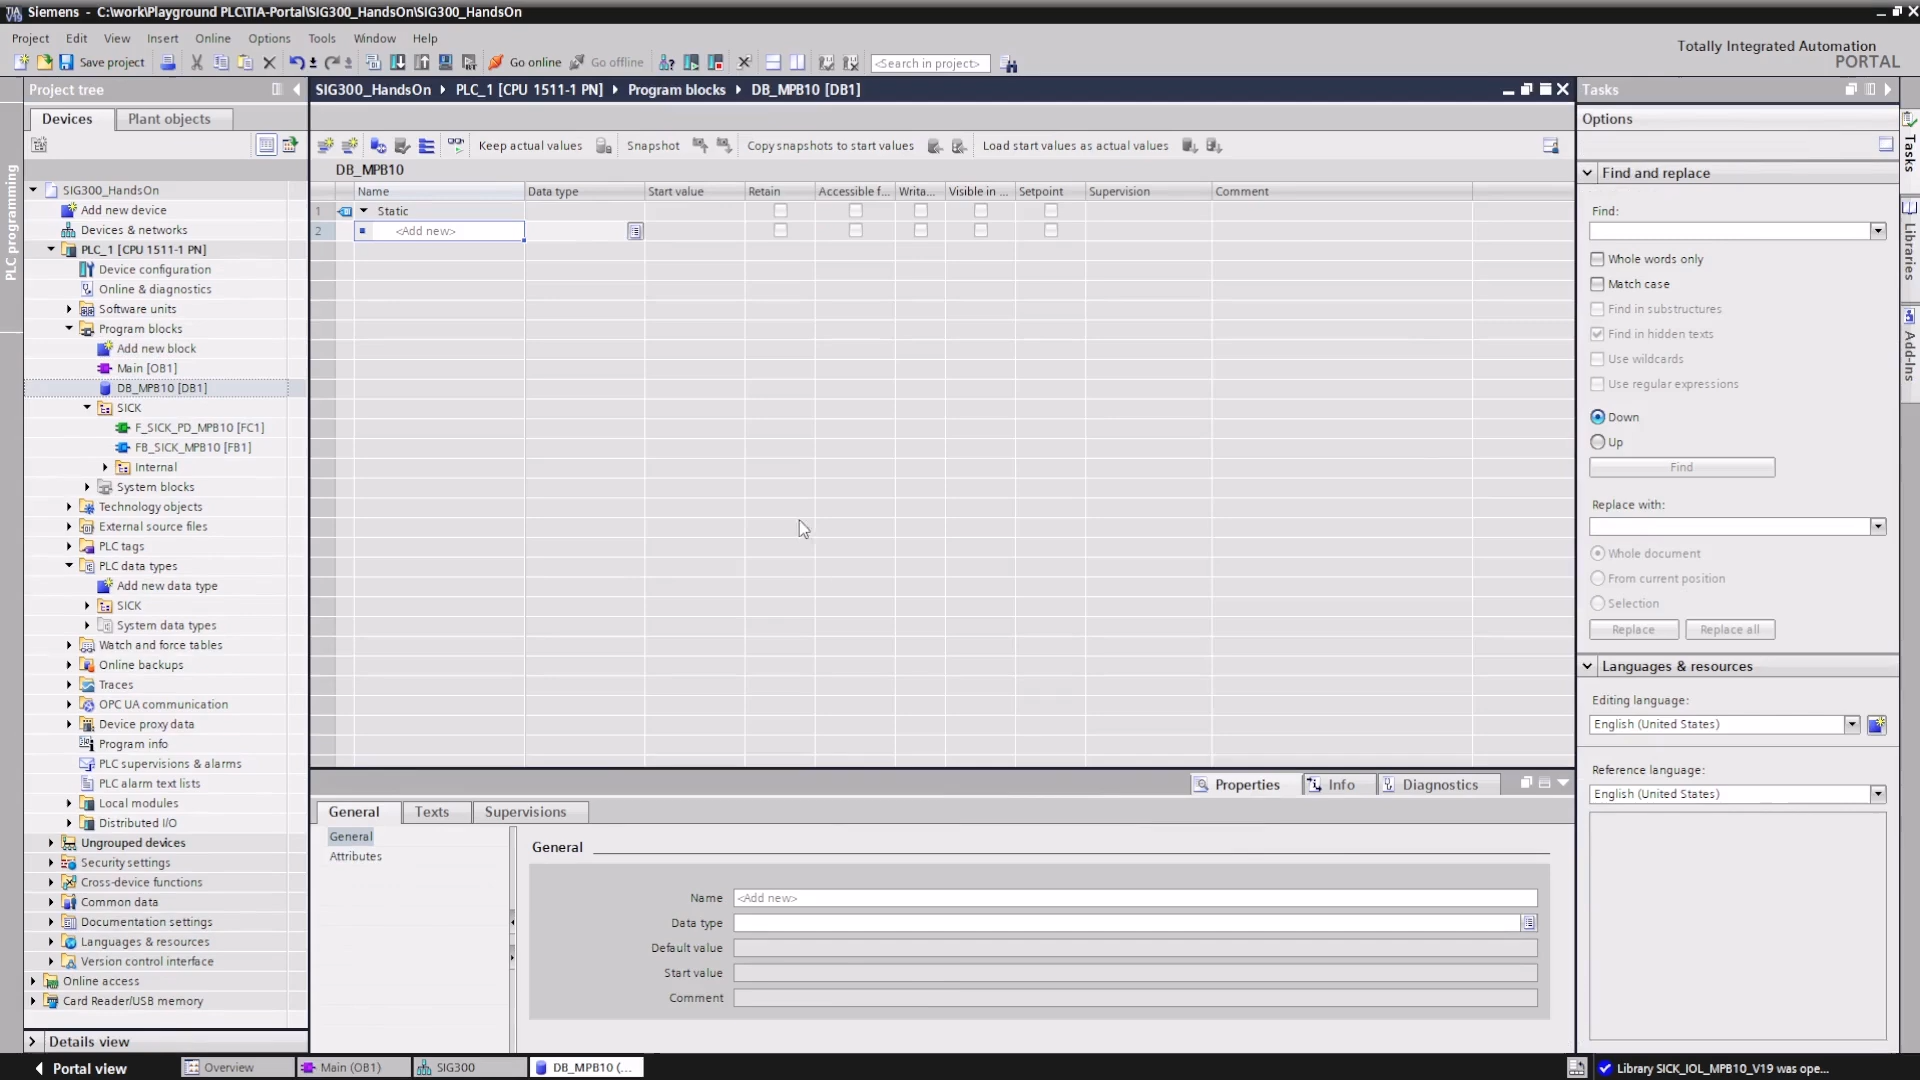 Siemens - C:\work\Playground PLC\TIA-Portal\SIG300_HandsOn\SIG300_HandsOn
Project Edit View Insert Online Options Tools Window Help
Totally Integrated Automation
PORTAL
Save project Go online Go offline <Search in project>
Project tree
SIG300_HandsOn PLC_1 [CPU 1511-1 PN] Program blocks DB_MPB10 [DB1]
Tasks
Devices Plant objects
Options
Keep actual values Snapshot Copy snapshots to start values Load start values as actual values
DB_MPB10
Name Data type Start value Retain Accessible f... Writa... Visible in ... Setpoint Supervision Comment
1 Static
2 <Add new>
PLC programming
SIG300_HandsOn
Add new device
Devices & networks
PLC_1 [CPU 1511-1 PN]
Device configuration
Online & diagnostics
Software units
Program blocks
Add new block
Main [OB1]
DB_MPB10 [DB1]
SICK
F_SICK_PD_MPB10 [FC1]
FB_SICK_MPB10 [FB1]
Internal
System blocks
Technology objects
External source files
PLC tags
PLC data types
Add new data type
SICK
System data types
Watch and force tables
Online backups
Traces
OPC UA communication
Device proxy data
Program info
PLC supervisions & alarms
PLC alarm text lists
Local modules
Distributed I/O
Ungrouped devices
Security settings
Cross-device functions
Common data
Documentation settings
Languages & resources
Version control interface
Online access
Card Reader/USB memory
Details view
Find and replace
Find:
Whole words only
Match case
Find in substructures
Find in hidden texts
Use wildcards
Use regular expressions
Down
Up
Find
Replace with:
Whole document
From current position
Selection
Replace Replace all
Languages & resources
Editing language:
English (United States)
Reference language:
English (United States)
Tasks
Libraries
Add-Ins
Properties Info Diagnostics
General Texts Supervisions
General
Attributes
General
Name <Add new>
Data type
Default value
Start value
Comment
Portal view Overview Main (OB1) SIG300 DB_MPB10 (... Library SICK_IOL_MPB10_V19 was ope...